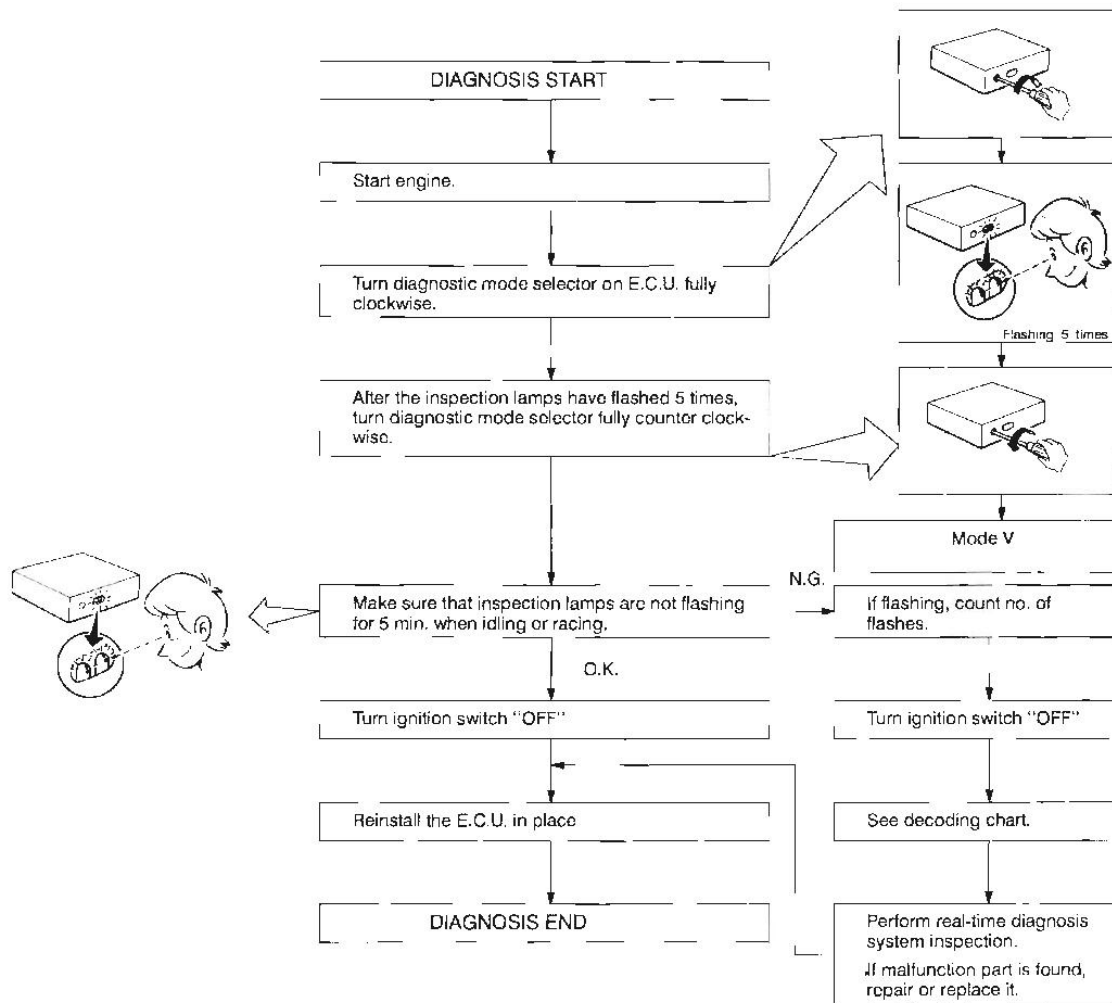 DIAGNOSIS START
Start engine.
Turn diagnostic mode selector on E.C.U. fully
clockwise.
Flashing 5 times
After the inspection lamps have flashed 5 times,
turn diagnostic mode selector fully counter clock-
wise.
Mode V
N.G.
Make sure that inspection lamps are not flashing
for 5 min. when idling or racing.
If flashing, count no. of
flashes.
O.K.
Turn ignition switch "OFF"
Turn ignition switch "OFF"
Reinstall the E.C.U. in place
See decoding chart.
DIAGNOSIS END
Perform real-time diagnosis
system inspection.
If malfunction part is found,
repair or replace it.